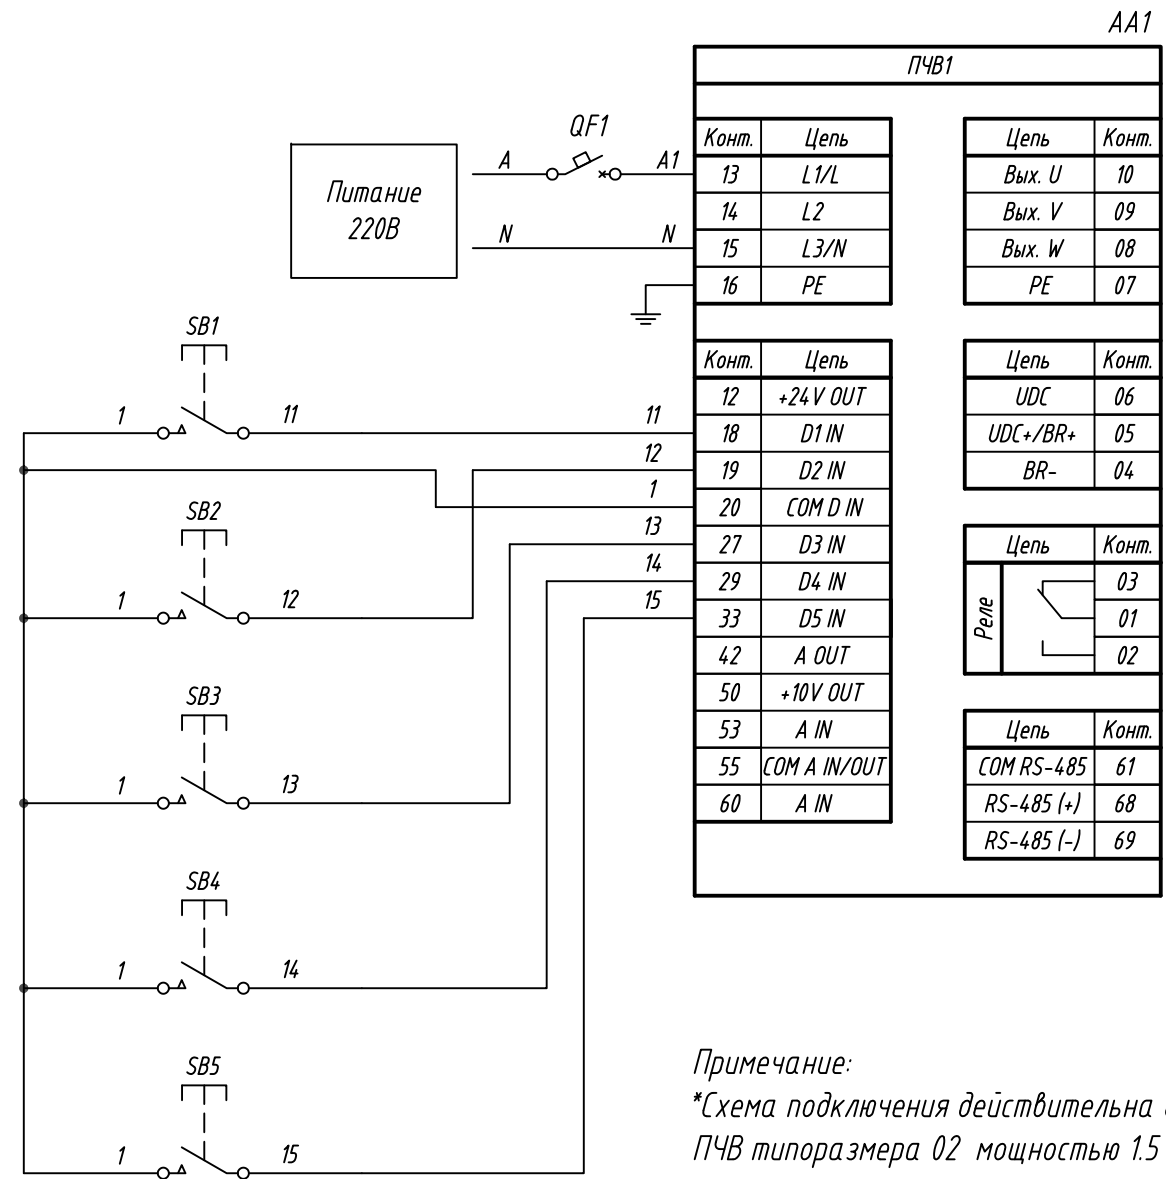 AA1
ПЧВ1
QF1
A
A1
Питание
220В
N
N
Конт. Цепь
13 L1/L
14 L2
15 L3/N
16 PE
Цепь Конт.
Вых. U 10
Вых. V 09
Вых. W 08
PE 07
Конт. Цепь
12 +24V OUT
18 D1 IN
19 D2 IN
20 COM D IN
27 D3 IN
29 D4 IN
33 D5 IN
42 A OUT
50 +10V OUT
53 A IN
55 COM A IN/OUT
60 A IN
Цепь Конт.
UDC 06
UDC+/BR+ 05
BR- 04
Цепь Конт.
Реле
03
01
02
Цепь Конт.
COM RS-485 61
RS-485 (+) 68
RS-485 (-) 69
SB1
1 11 11
12
1
13
14
15
SB2
1 12
SB3
1 13
SB4
1 14
SB5
1 15
Примечание:
*Схема подключения действительна
ПЧВ типоразмера 02 мощностью 1.5